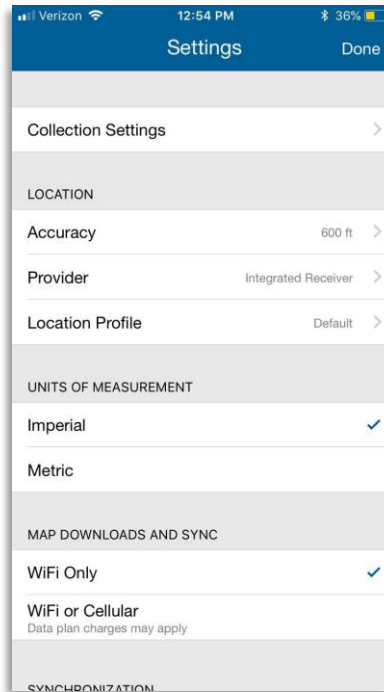 Verizon 12:54 PM 36%
Settings Done
Collection Settings
LOCATION
Accuracy 600 ft
Provider Integrated Receiver
Location Profile Default
UNITS OF MEASUREMENT
Imperial
Metric
MAP DOWNLOADS AND SYNC
WiFi Only
WiFi or Cellular
Data plan charges may apply
SYNCHRONIZATION